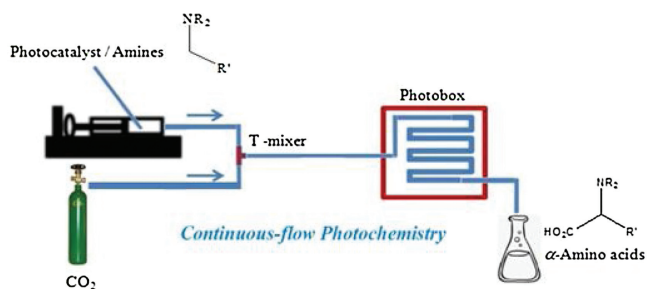 NR2
Photocatalyst / Amines
R'
Photobox
T -mixer
NR2
HO2C
R'
Continuous-flow Photochemistry
α-Amino acids
CO2